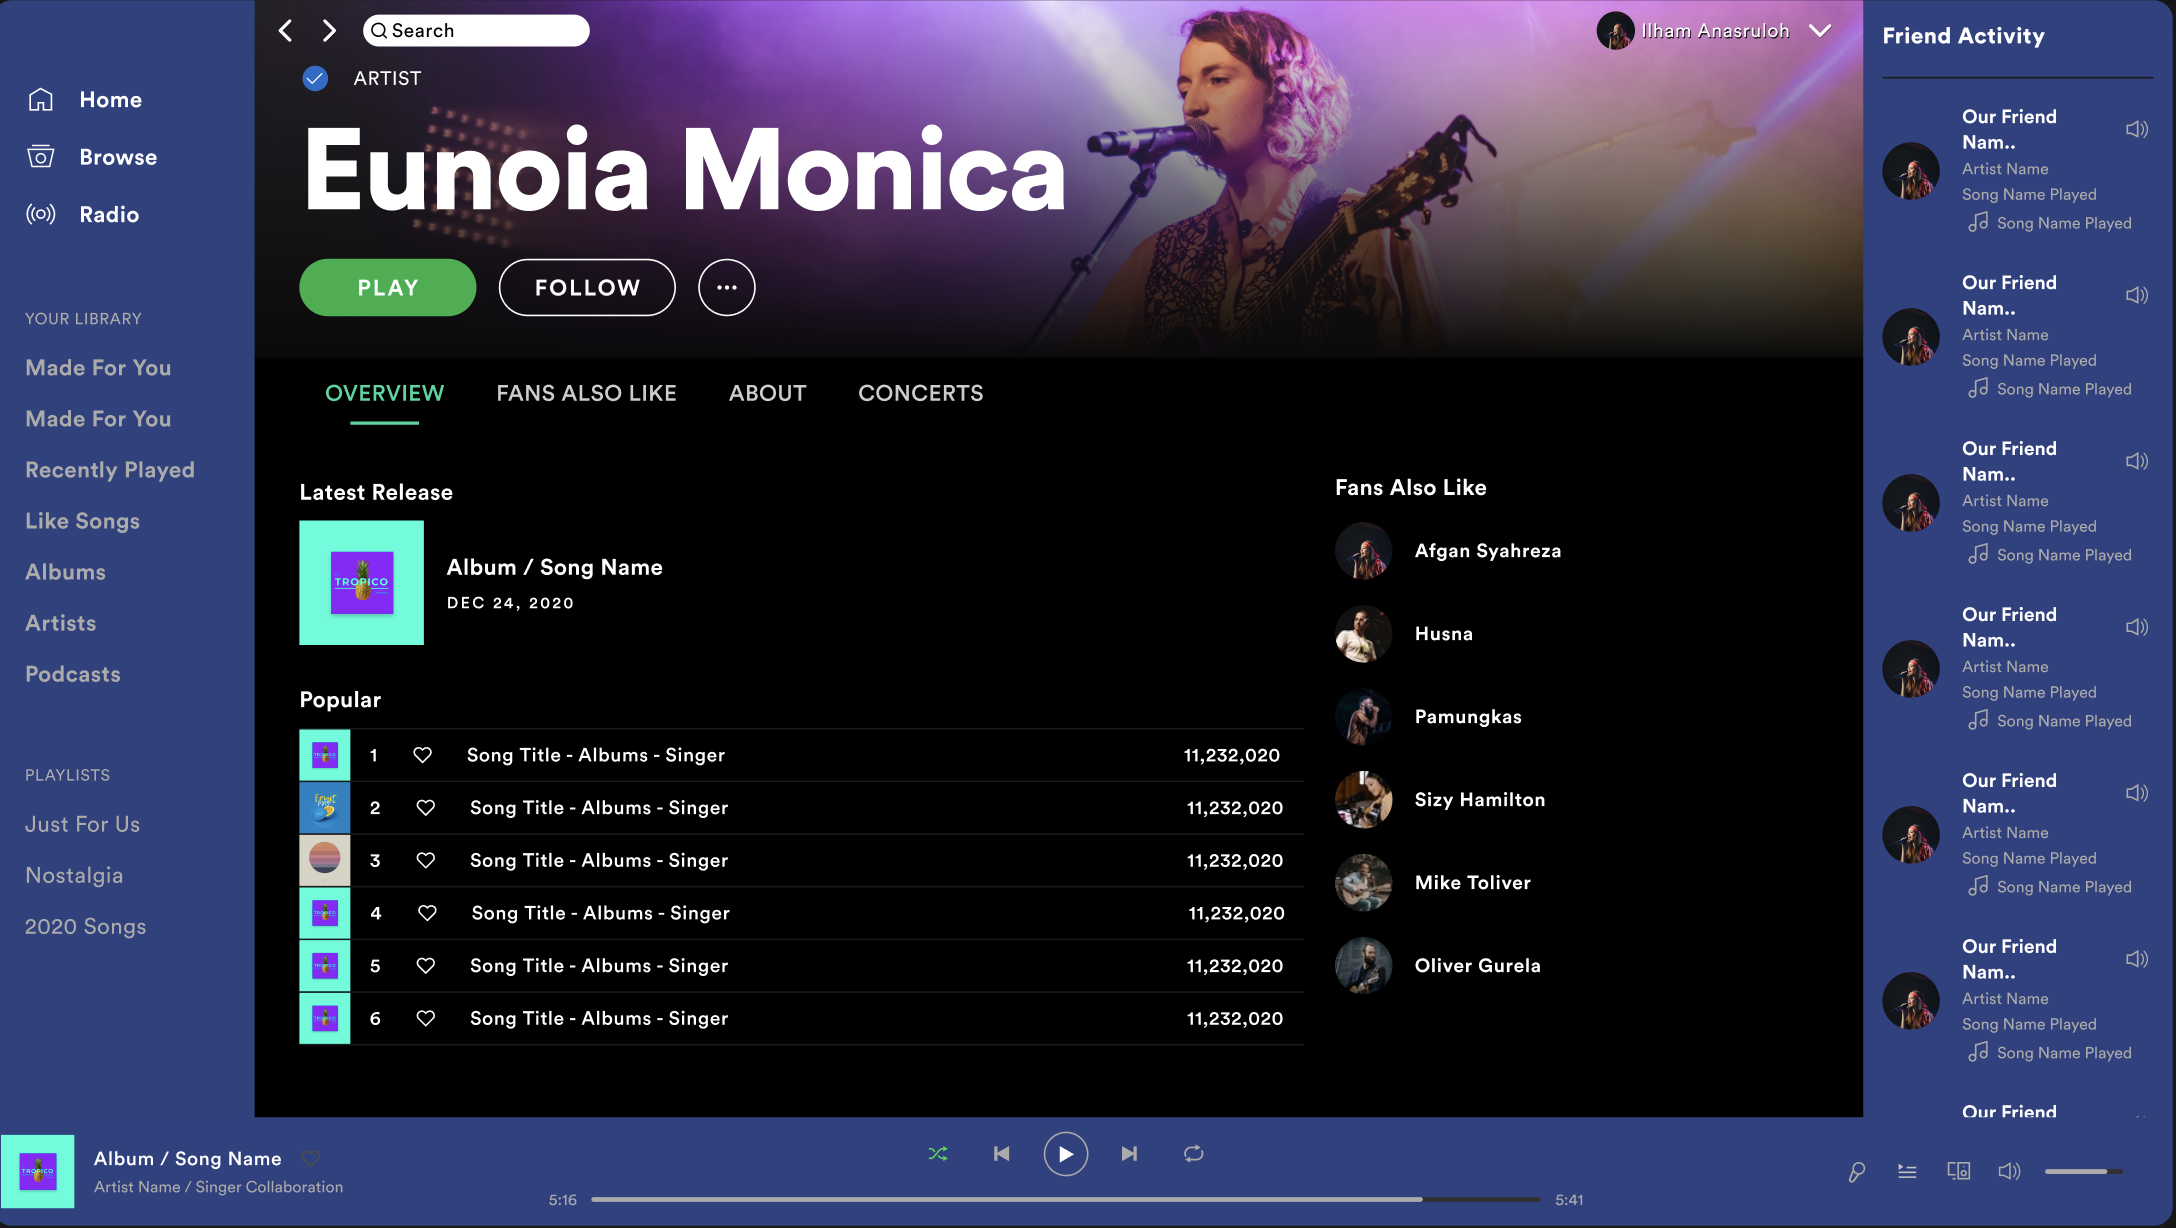 Home
Browse
Radio
YOUR LIBRARY
Made For You
Made For You
Recently Played
Like Songs
Albums
Artists
Podcasts
PLAYLISTS
Just For Us
Nostalgia
2020 Songs
Search
Ilham Anasruloh
ARTIST
Eunoia Monica
PLAY
FOLLOW
OVERVIEW
FANS ALSO LIKE
ABOUT
CONCERTS
Latest Release
TROPICO
Album / Song Name
DEC 24, 2020
Popular
TROPICO
1 Song Title - Albums - Singer 11,232,020
2 Song Title - Albums - Singer 11,232,020
3 Song Title - Albums - Singer 11,232,020
TROPICO
4 Song Title - Albums - Singer 11,232,020
TROPICO
5 Song Title - Albums - Singer 11,232,020
TROPICO
6 Song Title - Albums - Singer 11,232,020
Fans Also Like
Afgan Syahreza
Husna
Pamungkas
Sizy Hamilton
Mike Toliver
Oliver Gurela
Friend Activity
Our Friend
Nam..
Artist Name
Song Name Played
Song Name Played
Our Friend
Nam..
Artist Name
Song Name Played
Song Name Played
Our Friend
Nam..
Artist Name
Song Name Played
Song Name Played
Our Friend
Nam..
Artist Name
Song Name Played
Song Name Played
Our Friend
Nam..
Artist Name
Song Name Played
Song Name Played
Our Friend
Nam..
Artist Name
Song Name Played
Song Name Played
Our Friend
TROPICO
Album / Song Name
Artist Name / Singer Collaboration
5:16
5:41